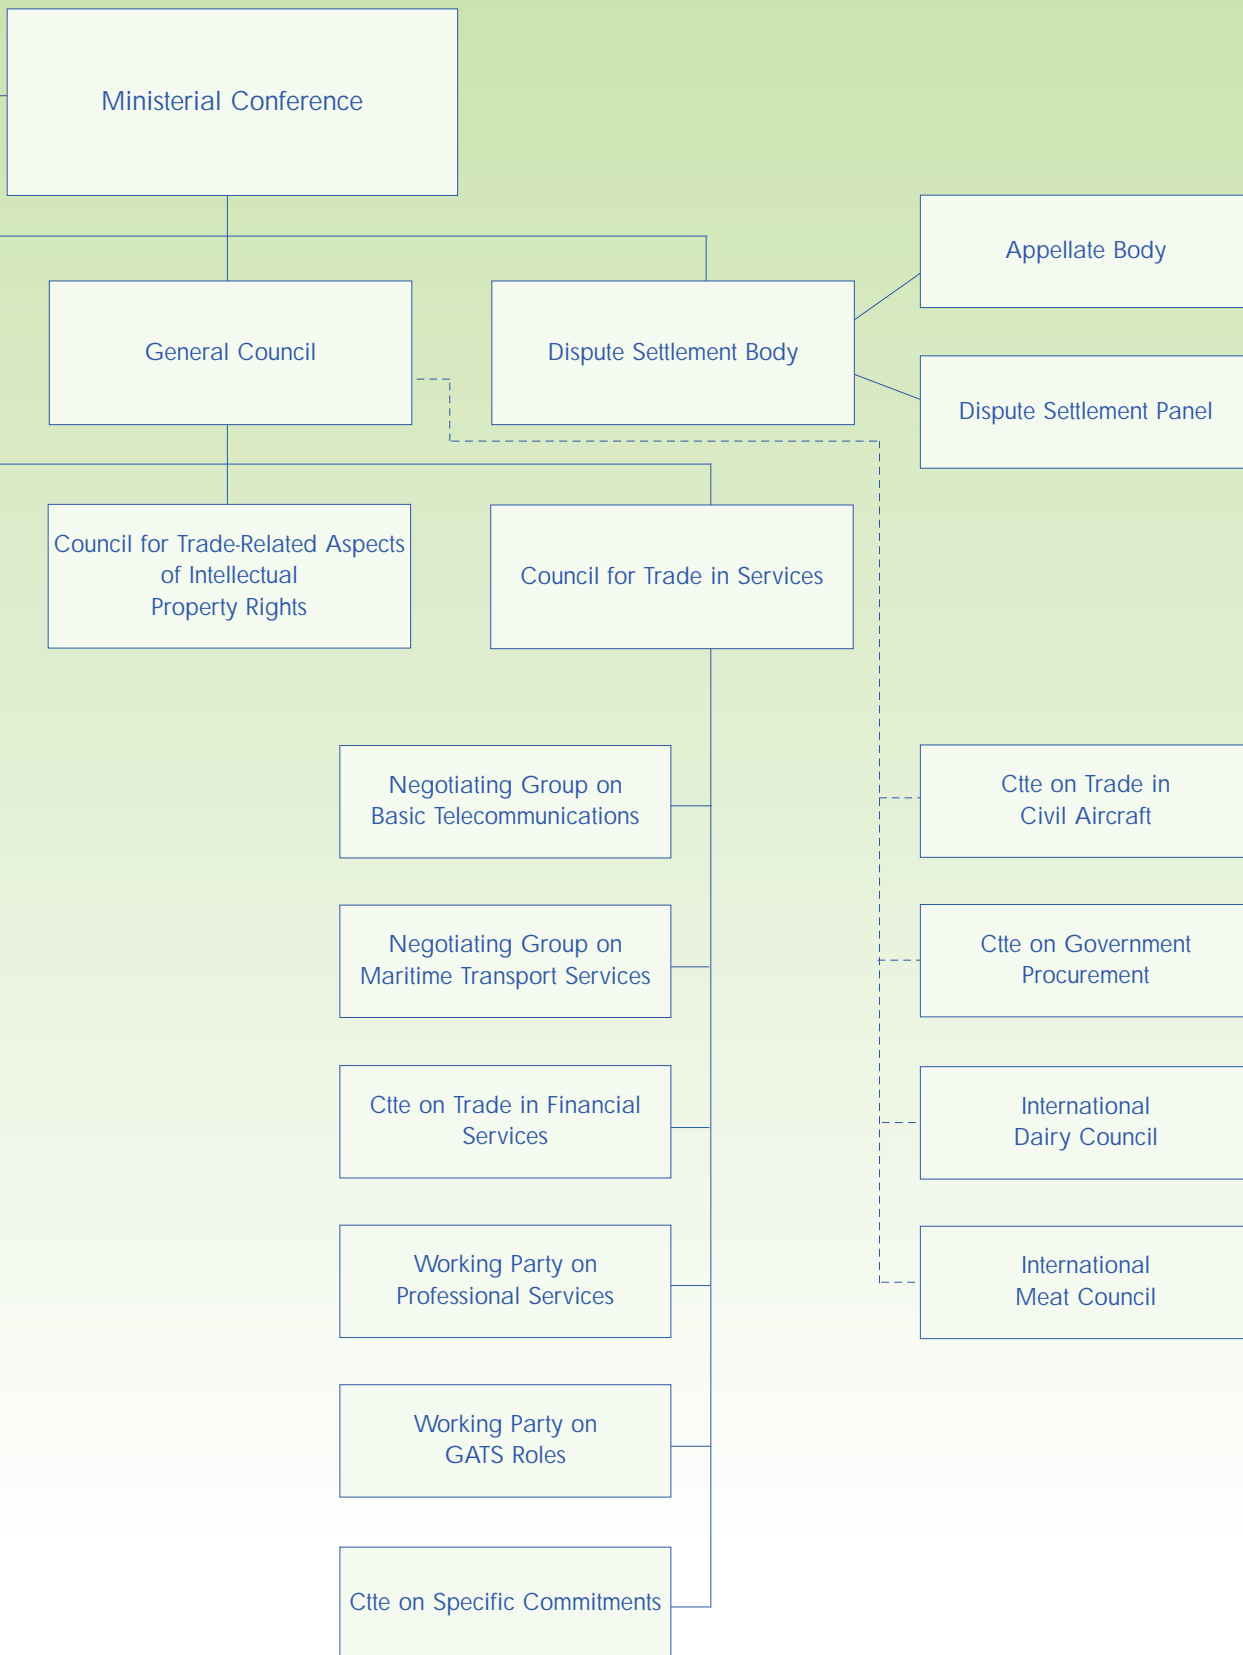 Ministerial Conference
Appellate Body
General Council
Dispute Settlement Body
Dispute Settlement Panel
Council for Trade-Related Aspects
of Intellectual
Property Rights
Council for Trade in Services
Negotiating Group on
Basic Telecommunications
Ctte on Trade in
Civil Aircraft
Negotiating Group on
Maritime Transport Services
Ctte on Government
Procurement
Ctte on Trade in Financial
Services
International
Dairy Council
Working Party on
Professional Services
International
Meat Council
Working Party on
GATS Roles
Ctte on Specific Commitments